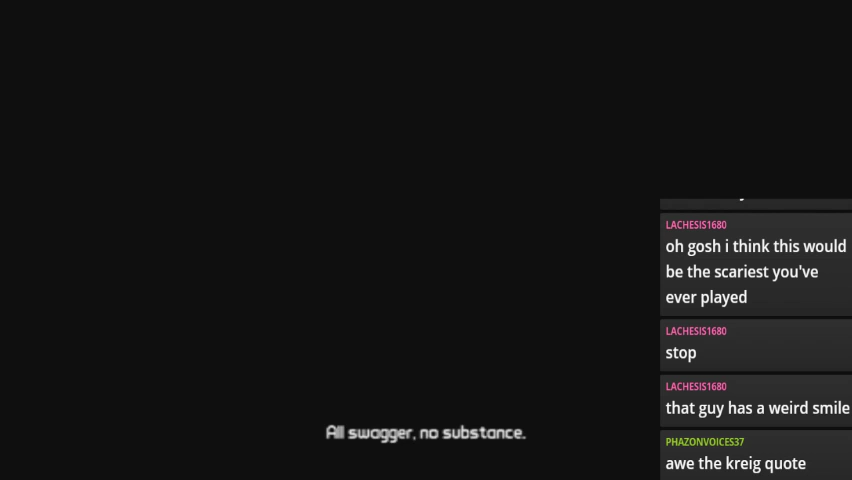 LACHESIS1680
oh gosh i think this would
be the scariest you've
ever played
LACHESIS1680
stop
LACHESIS1680
that guy has a weird smile
PHAZONVOICES37
awe the kreig quote
All swagger, no substance.